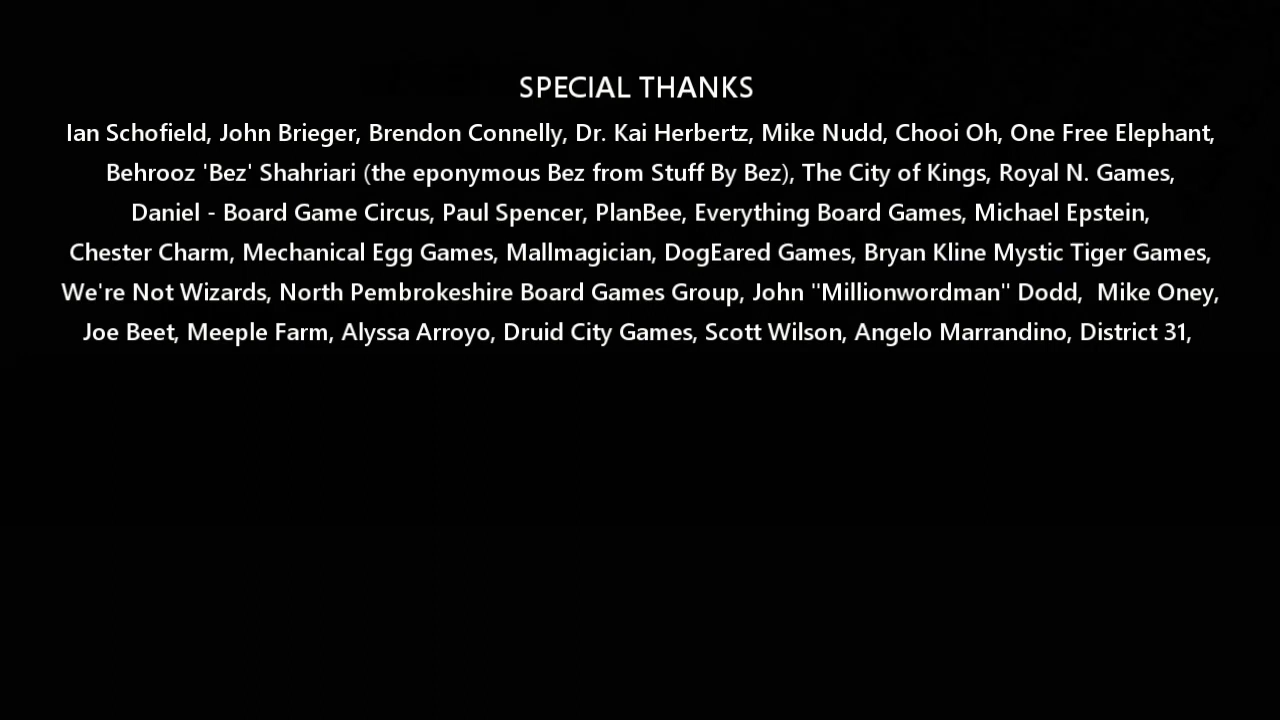 SPECIAL THANKS
Ian Schofield, John Brieger, Brendon Connelly, Dr. Kai Herbertz, Mike Nudd, Chooi Oh, One Free Elephant,
Behrooz 'Bez' Shahriari (the eponymous Bez from Stuff By Bez), The City of Kings, Royal N. Games,
Daniel - Board Game Circus, Paul Spencer, PlanBee, Everything Board Games, Michael Epstein,
Chester Charm, Mechanical Egg Games, Mallmagician, DogEared Games, Bryan Kline Mystic Tiger Games,
We're Not Wizards, North Pembrokeshire Board Games Group, John "Millionwordman" Dodd,  Mike Oney,
Joe Beet, Meeple Farm, Alyssa Arroyo, Druid City Games, Scott Wilson, Angelo Marrandino, District 31,